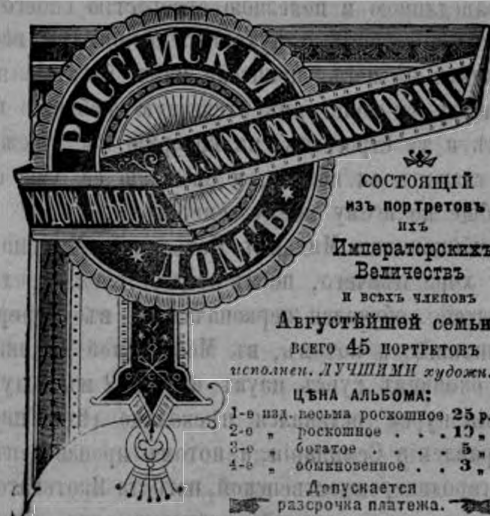 РОССІЙСКІЙ
ИМПЕРАТОРСКІЙ
ХУДОЖ. АЛЬБОМЪ
ДОМЪ
СОСТОЯЩІЙ
изъ портретовъ
ихъ
Императорскихъ
Величествъ
и всѣхъ членовъ
Августѣйшей семьи
всего 45 портретовъ
исполнен. ЛУЧШИМИ художн.
ЦѢНА АЛЬБОМА:
1-е изд. весьма роскошное 25 р.
2-е „ роскошное . . . 10 „
3-е „ богатое . . . 5 „
4-е „ обыкновенное . . 3 „
Допускается
разсрочка платежа.